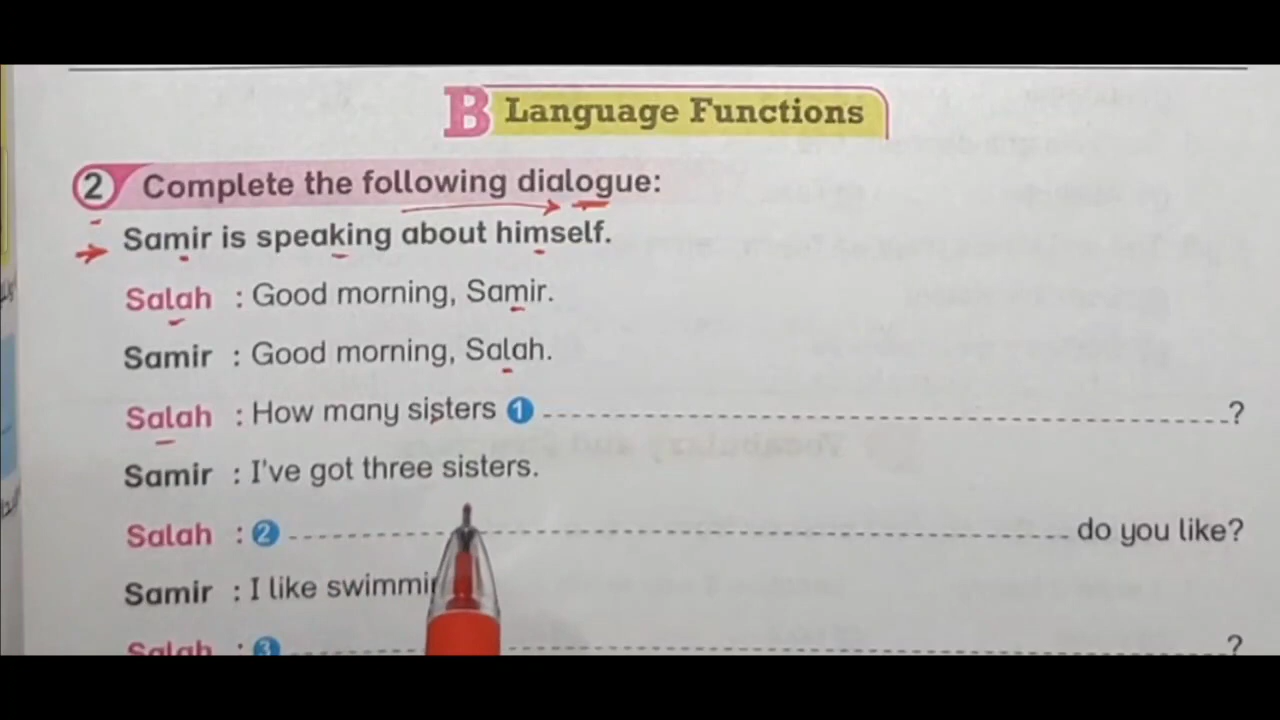 B Language Functions
2 Complete the following dialogue:
Samir is speaking about himself.
Salah : Good morning, Samir.
Samir : Good morning, Salah.
Salah : How many sisters 1 ?
Samir : I've got three sisters.
Salah : 2 do you like?
Samir : I like
Salah : 3 ?